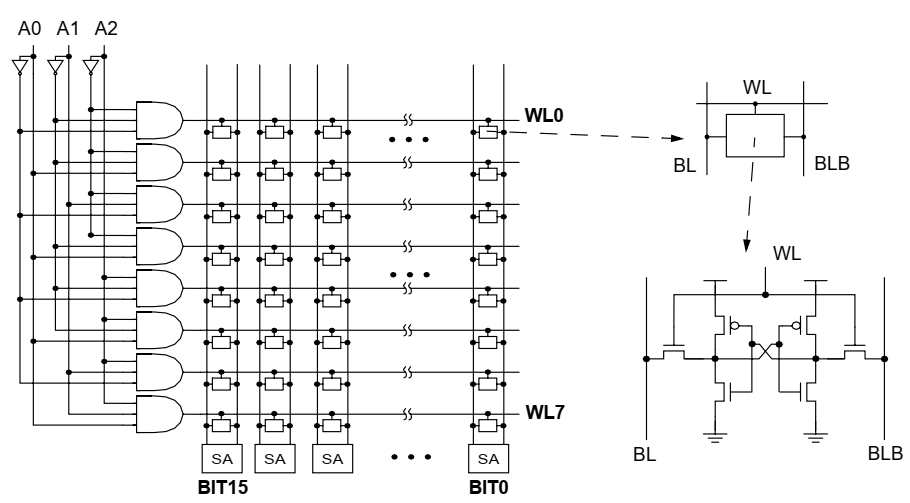 A0 A1 A2
WL0
WL
BL
BLB
WL
WL7
SA SA SA SA
BL
BLB
BIT15
BIT0